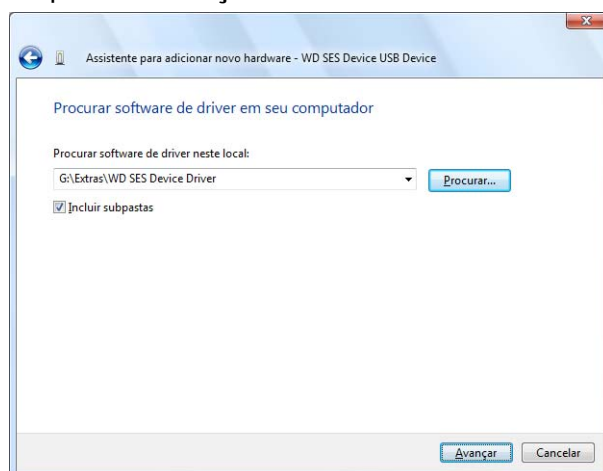 Assistente para adicionar novo hardware - WD SES Device USB Device
Procurar software de driver em seu computador
Procurar software de driver neste local:
G:\Extras\WD SES Device Driver
Procurar...
Incluir subpastas
Avançar
Cancelar